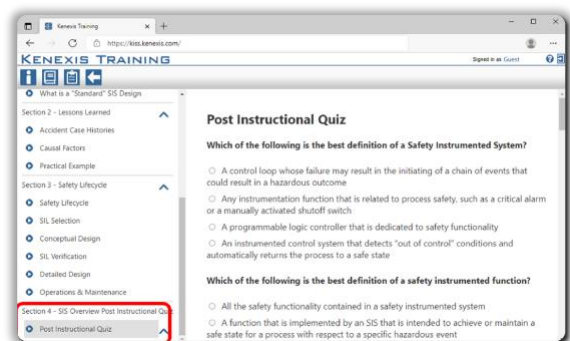 Kenexis Training
https://kiss.kenexis.com/
KENEXIS TRAINING
Signed in as Guest
What is a "Standard" SIS Design
Section 2 - Lessons Learned
Accident Case Histories
Causal Factors
Practical Example
Section 3 - Safety Lifecycle
Safety Lifecycle
SIL Selection
Conceptual Design
SIL Verification
Detailed Design
Operations & Maintenance
Section 4 - SIS Overview Post Instructional Quiz
Post Instructional Quiz
Post Instructional Quiz
Which of the following is the best definition of a Safety Instrumented System?
A control loop whose failure may result in the initiating of a chain of events that
could result in a hazardous outcome
Any instrumentation function that is related to process safety, such as a critical alarm
or a manually activated shutoff switch
A programmable logic controller that is dedicated to safety functionality
An instrumented control system that detects "out of control" conditions and
automatically returns the process to a safe state
Which of the following is the best definition of a safety instrumented function?
All the safety functionality contained in a safety instrumented system
A function that is implemented by an SIS that is intended to achieve or maintain a
safe state for a process with respect to a specific hazardous event